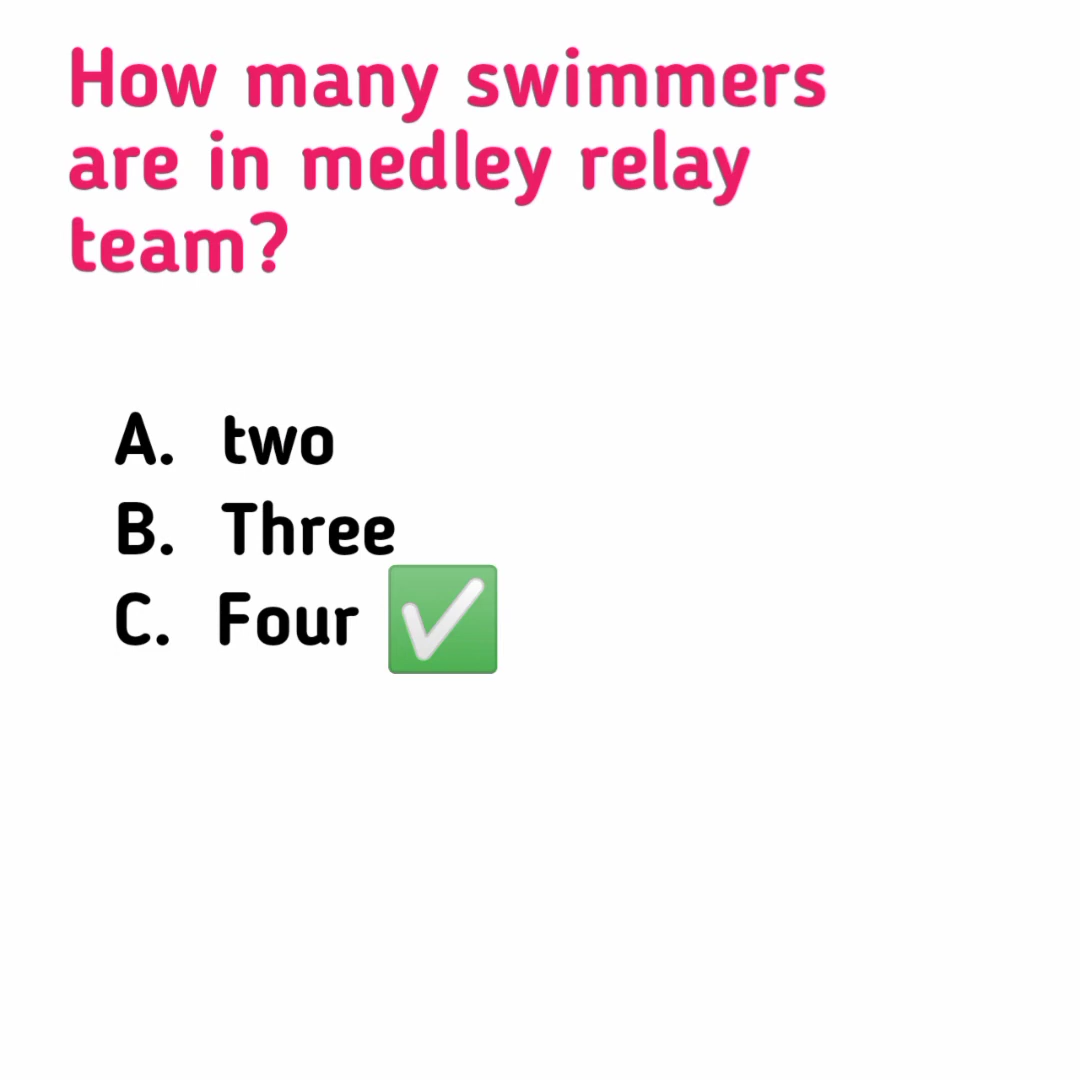 How many swimmers
are in medley relay
team?
A. two
B. Three
C. Four ✅